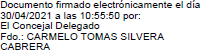 Documento firmado electrónicamente el día
30/04/2021 a las 10:55:50 por:
El Concejal Delegado
Fdo.: CARMELO TOMAS SILVERA
CABRERA